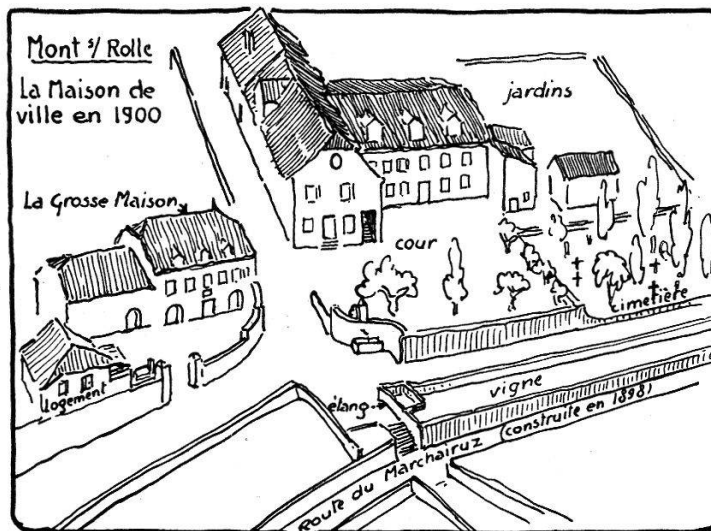 Mont s/ Rolle
La Maison de
ville en 1900
jardins
La Grosse Maison
cour
cimetière
logement
étang
vigne
Route du Marchairuz (construite en 1898)